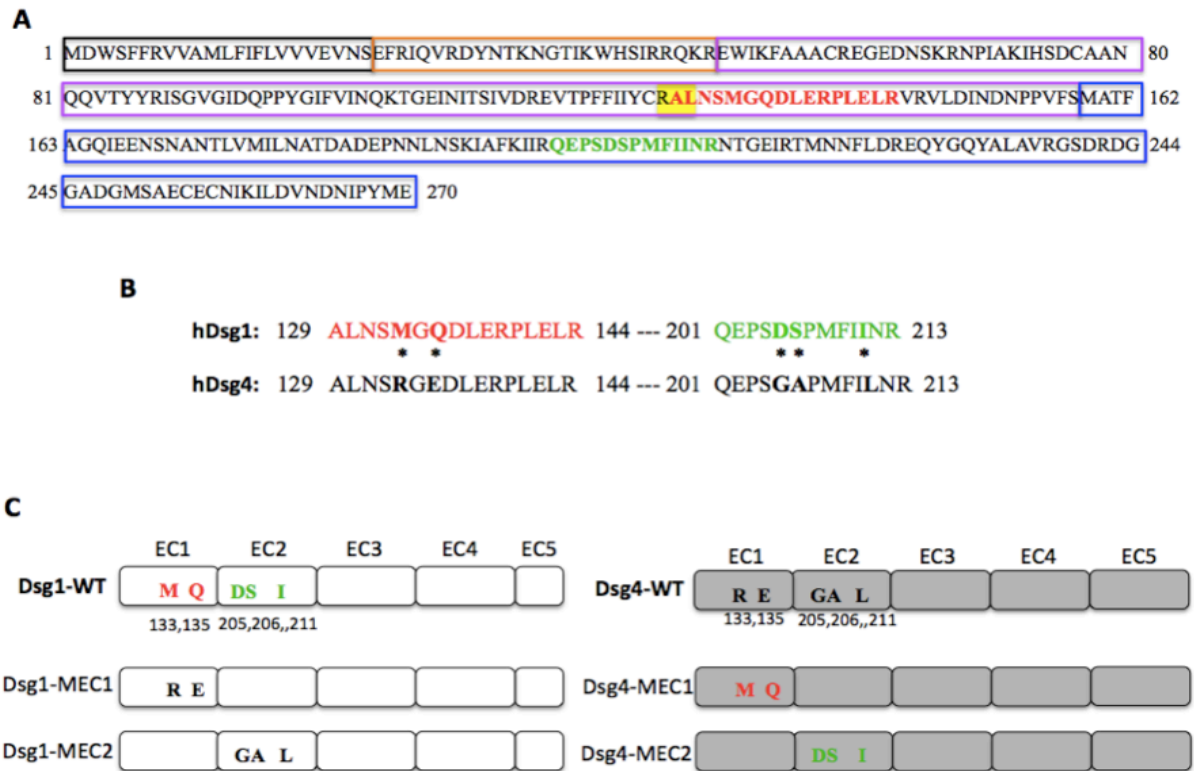 A
1 MDWSFFRVVAMLFIFLVVVEVNSEFRIQVRDYNTKNGTIKWHSIRRQKREWIKFAAACREGEDNSKRNPIAKIHSDCAAN 80
81 QQVTYYRISGVGIDQPPYGIFVINQKTGEINITSIVDREVTPFFIIYCRALNSMGQDLERPLELRVRVLDINDNPPVFSMATF 162
163 AGQIEENSNANTLVMILNATDADEPNNLNSKIAFKIIRQEPSDSPMFIINRNTGEIRTMNNFLDREQYGQYALAVRGSDRDG 244
245 GADGMSAECECNIKILDVNDNIPYME 270
B
hDsg1: 129 ALNSMGQDLERPLELR 144 --- 201 QEPSDSPMFIINR 213
* * * * *
hDsg4: 129 ALNSRGEDLERPLELR 144 --- 201 QEPSGAPMFILNR 213
C
EC1 EC2 EC3 EC4 EC5 EC1 EC2 EC3 EC4 EC5
Dsg1-WT M Q DS I Dsg4-WT R E GA L
133,135 205,206,,211 133,135 205,206,,211
Dsg1-MEC1 R E Dsg4-MEC1 M Q
Dsg1-MEC2 GA L Dsg4-MEC2 DS I